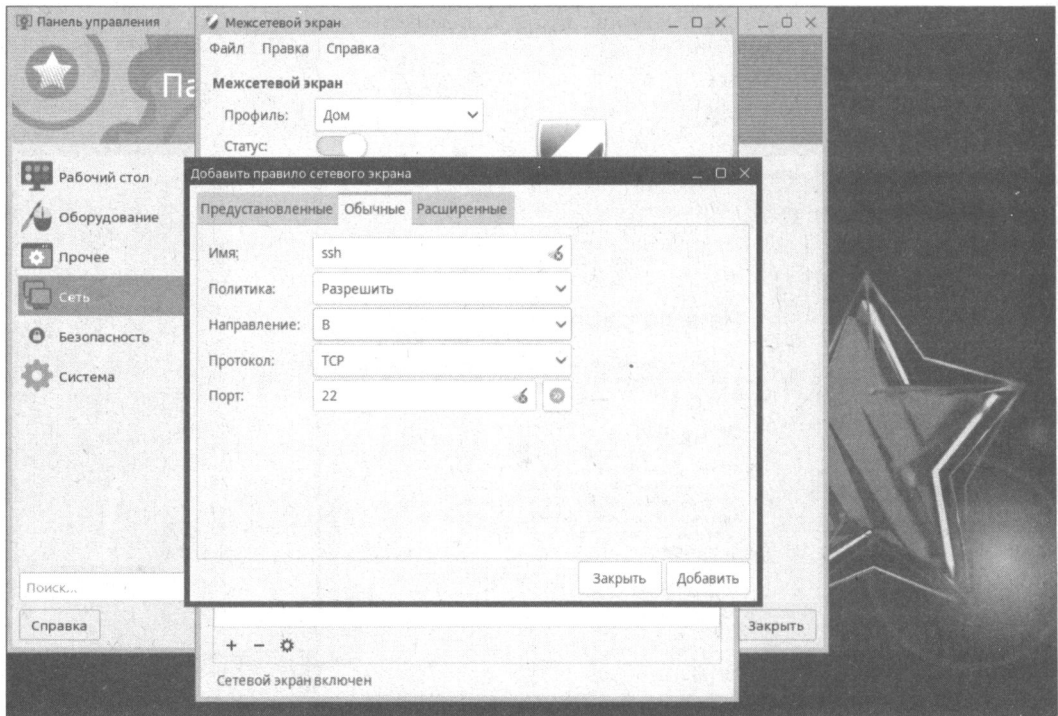 Панель управления
Межсетевой экран
Файл Правка Справка
Па
Межсетевой экран
Профиль: Дом
Статус:
Добавить правило сетевого экрана
Предустановленные Обычные Расширенные
Рабочий стол
Оборудование
Прочее
Сеть
Безопасность
Система
Имя: ssh
Политика: Разрешить
Направление: В
Протокол: TCP
Порт: 22
Закрыть Добавить
Поиск...
Справка
Закрыть
Сетевой экран включен